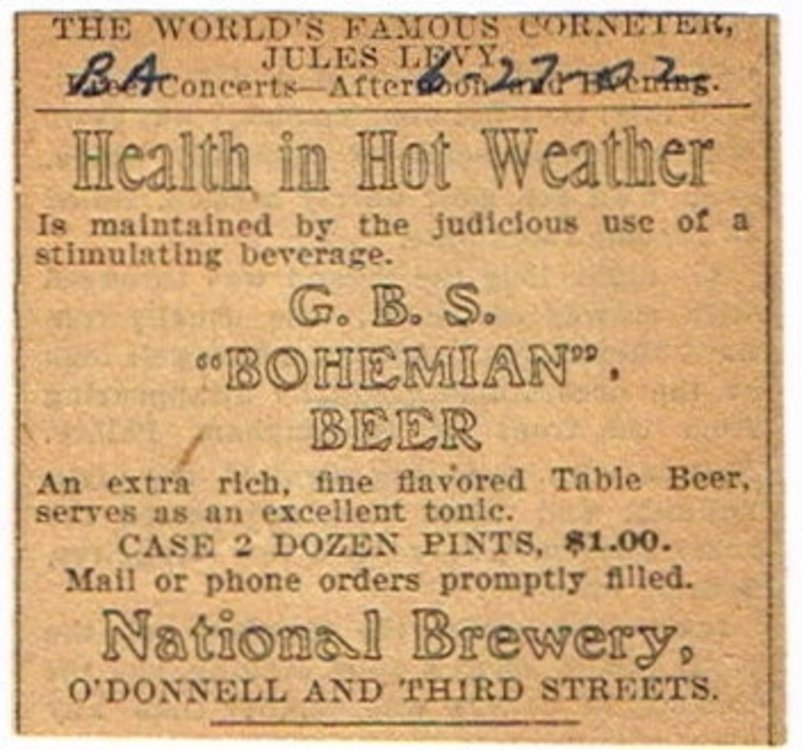 THE WORLD'S FAMOUS CORNETER,
JULES LEVY
BA 6-27-02
Free Concerts—Afternoon and Evening.
Health in Hot Weather
Is maintained by the judicious use of a
stimulating beverage.
G. B. S.
“BOHEMIAN”.
BEER
An extra rich, fine flavored Table Beer,
serves as an excellent tonic.
CASE 2 DOZEN PINTS, $1.00.
Mail or phone orders promptly filled.
National Brewery,
O'DONNELL AND THIRD STREETS.